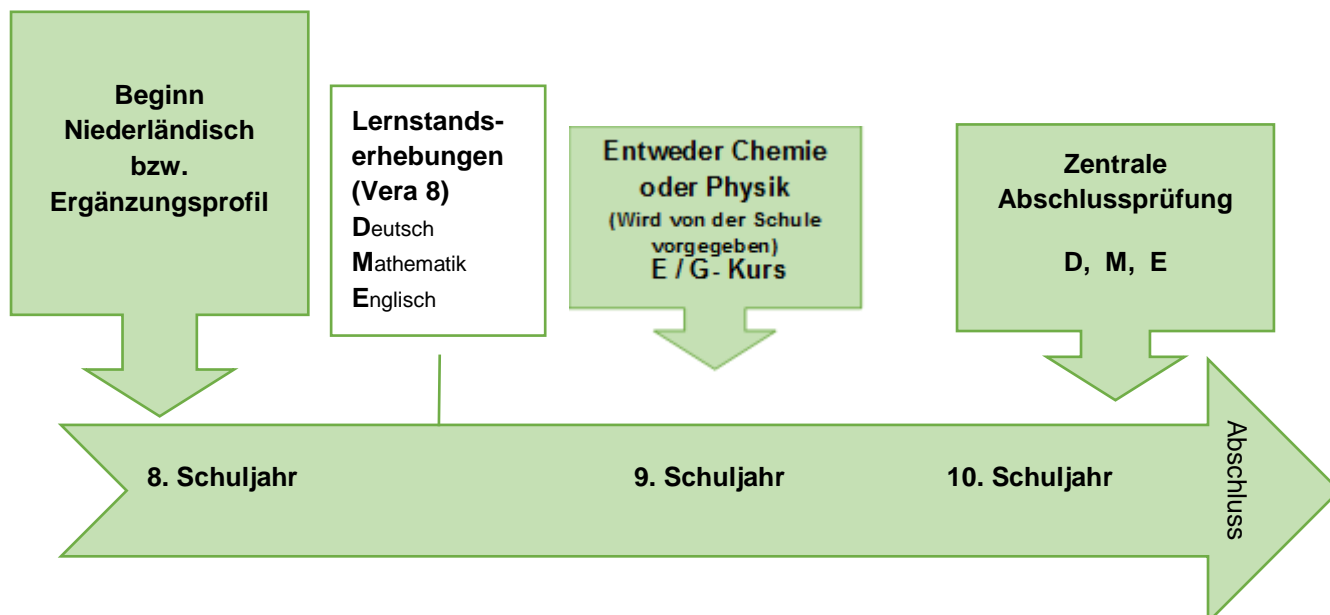 Beginn
Niederländisch
bzw.
Ergänzungsprofil
Lernstands-
erhebungen
(Vera 8)
Deutsch
Mathematik
Englisch
Entweder Chemie
oder Physik
(Wird von der Schule
vorgegeben)
E / G- Kurs
Zentrale
Abschlussprüfung
D, M, E
8. Schuljahr
9. Schuljahr
10. Schuljahr
Abschluss